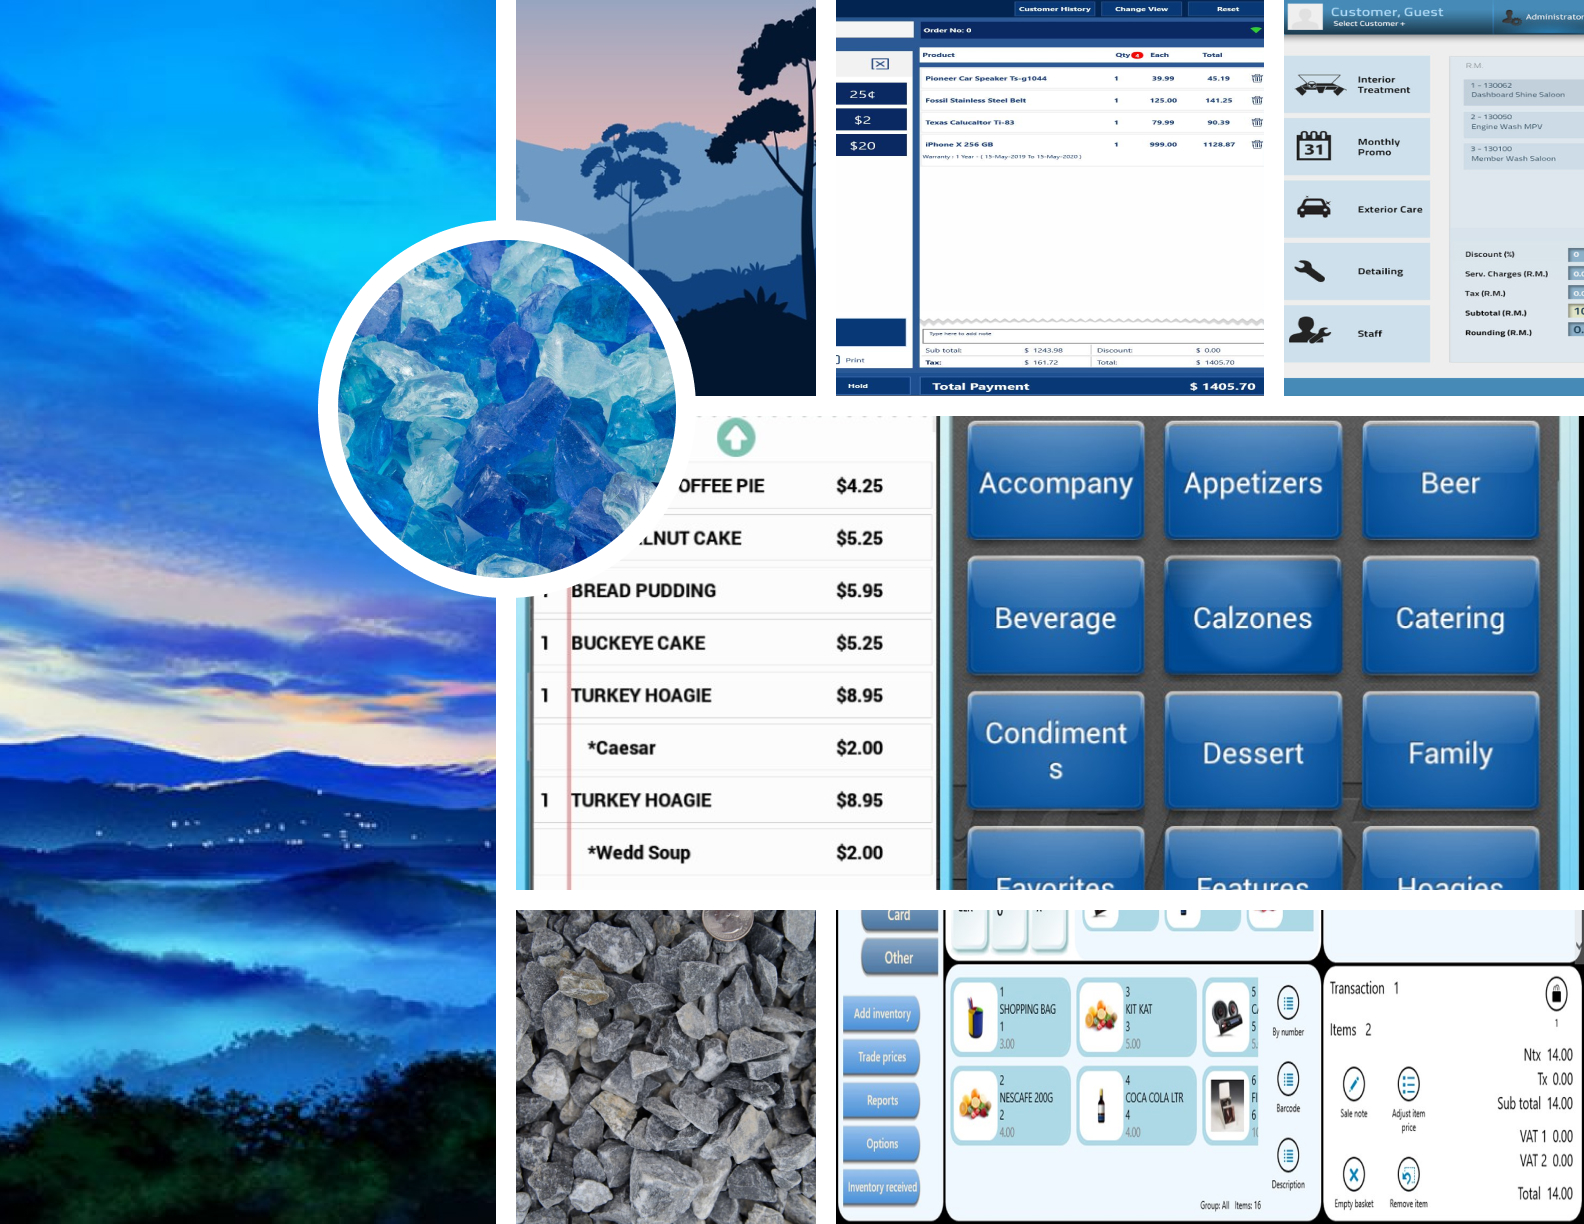 Customer History
Change View
Reset
Order No: 0
Product Qty 4 Each Total
Pioneer Car Speaker Ts-g1044 1 39.99 45.19
Fossil Stainless Steel Belt 1 125.00 141.25
Texas Calucaltor Ti-83 1 79.99 90.39
iPhone X 256 GB 1 999.00 1128.87
Warranty : 1 Year - ( 15-May-2019 To 15-May-2020 )
25¢
$2
$20
Type here to add note
Print
Sub total: $ 1243.98 Discount: $ 0.00
Tax: $ 161.72 Total: $ 1405.70
Hold
Total Payment $ 1405.70
Customer, Guest
Select Customer +
Administrator
Interior
Treatment
31
Monthly
Promo
Exterior Care
Detailing
Staff
R.M.
1 - 130062
Dashboard Shine Saloon
2 - 130050
Engine Wash MPV
3 - 130100
Member Wash Saloon
Discount (%) 0
Serv. Charges (R.M.) 0.0
Tax (R.M.) 0.0
Subtotal (R.M.) 10
Rounding (R.M.) 0.
OFFEE PIE $4.25
LNUT CAKE $5.25
BREAD PUDDING $5.95
1 BUCKEYE CAKE $5.25
1 TURKEY HOAGIE $8.95
*Caesar $2.00
1 TURKEY HOAGIE $8.95
*Wedd Soup $2.00
Accompany
Appetizers
Beer
Beverage
Calzones
Catering
Condiment
s
Dessert
Family
Favorites
Features
Hoagies
Card
Other
Add inventory
Trade prices
Reports
Options
Inventory received
0
1
SHOPPING BAG
1
3.00
3
KIT KAT
3
5.00
5
5
2
NESCAFE 200G
2
4.00
4
COCA COLA LTR
4
4.00
6
6
By number
Barcode
Description
Group: All Items: 16
Transaction 1
1
Items 2
Ntx 14.00
Tx 0.00
Sub total 14.00
VAT 1 0.00
VAT 2 0.00
Total 14.00
Sale note
Adjust item
price
Empty basket
Remove item